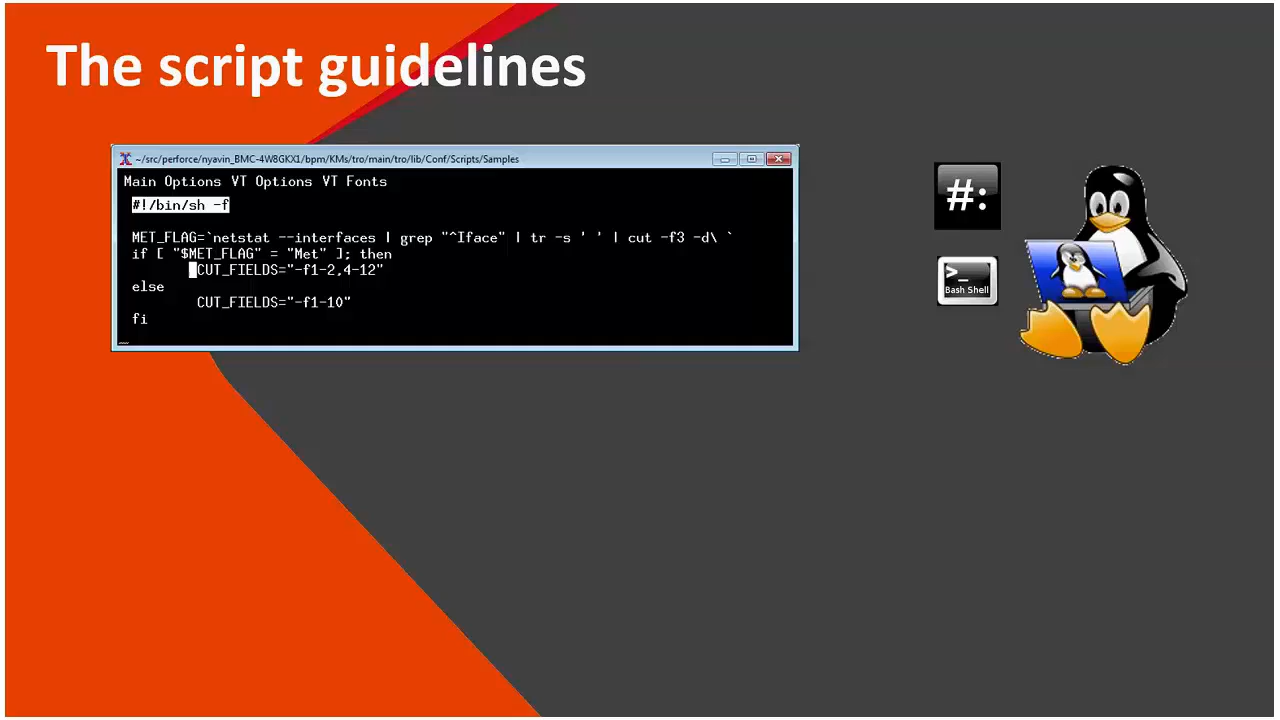 The script guidelines
~/src/perforce/nyavin_BMC-4W8GKX1/bpm/KMs/tro/main/tro/lib/Conf/Scripts/Samples
Main Options VT Options VT Fonts
#!/bin/sh -f
MET_FLAG=`netstat --interfaces | grep "^Iface" | tr -s ' ' | cut -f3 -d\ `
if [ "$MET_FLAG" = "Met" ]; then
CUT_FIELDS="-f1-2,4-12"
else
CUT_FIELDS="-f1-10"
fi
~
#:
>_
Bash Shell